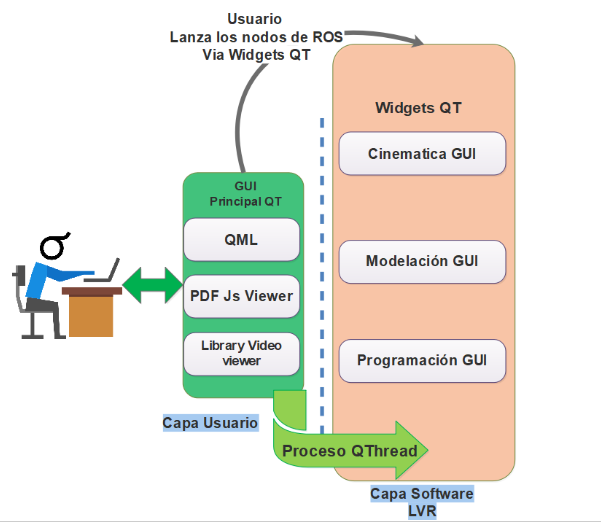 Usuario
Lanza los nodos de ROS
Via Widgets QT
Widgets QT
Cinematica GUI
Modelación GUI
Programación GUI
GUI
Principal QT
QML
PDF Js Viewer
Library Video
viewer
Capa Usuario
Proceso QThread
Capa Software
LVR